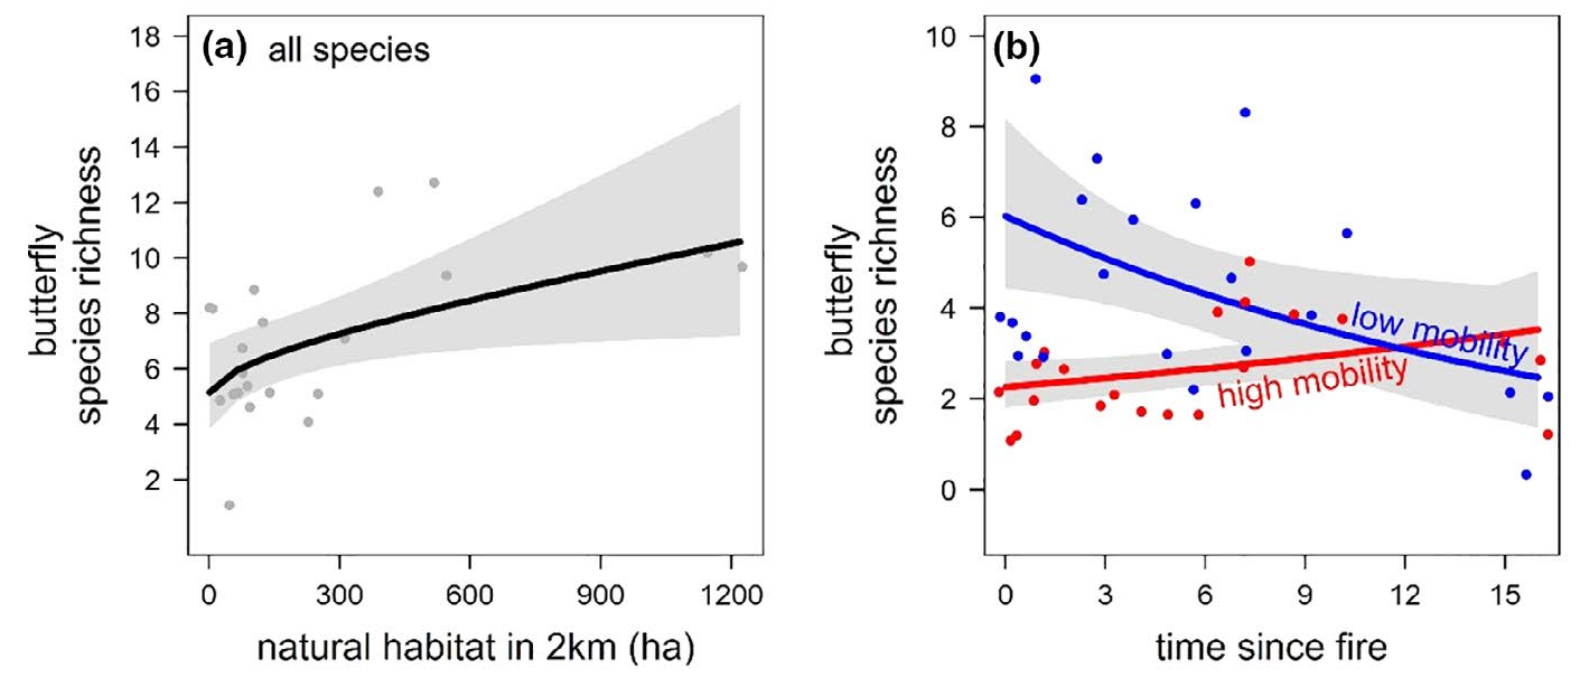 (a) all species
18
16
14
12
10
8
6
4
2
butterfly
species richness
0 300 600 900 1200
natural habitat in 2km (ha)
(b)
10
8
6
4
2
0
butterfly
species richness
low mobility
high mobility
0 3 6 9 12 15
time since fire